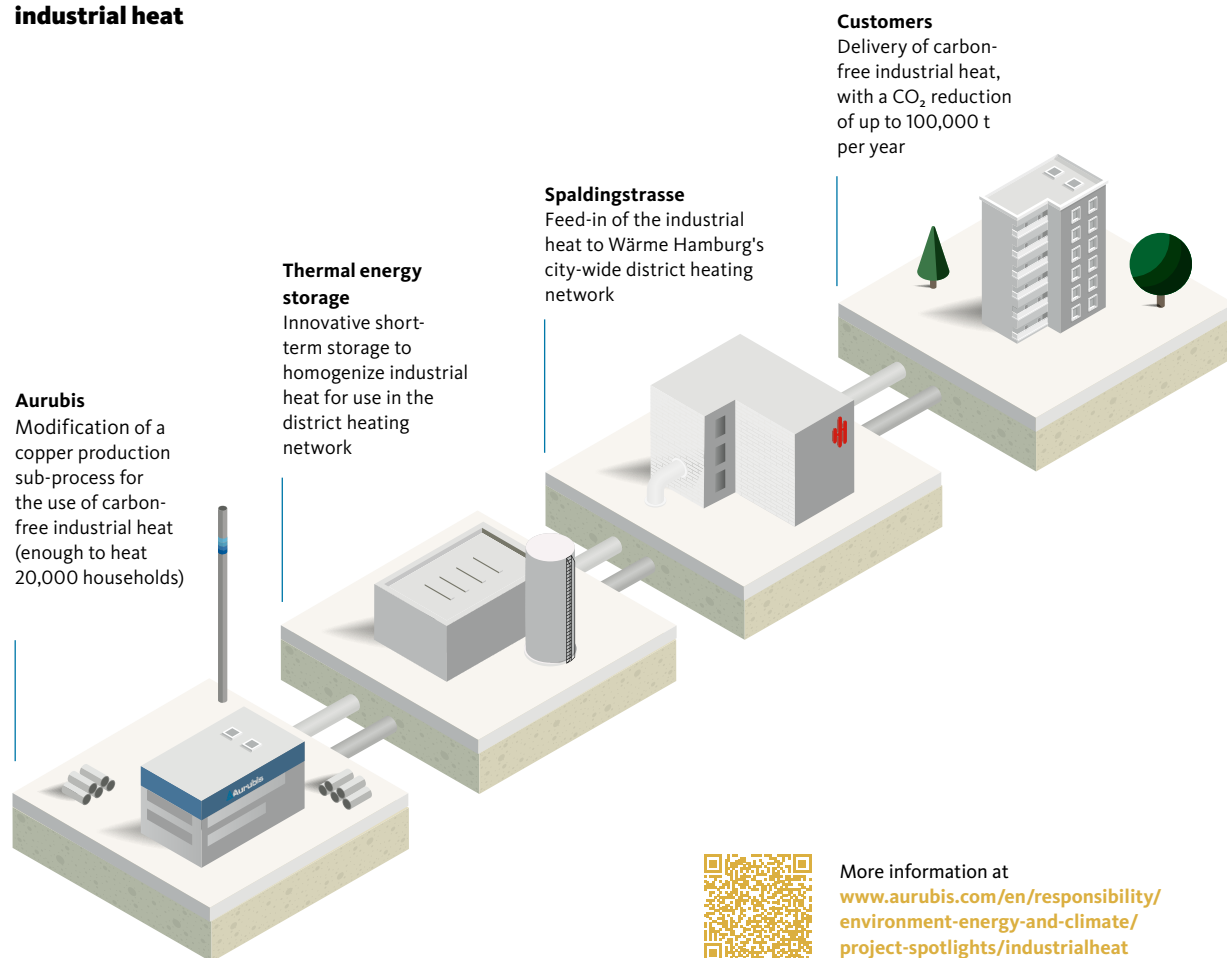 industrial heat
Customers
Delivery of carbon-
free industrial heat,
with a CO₂ reduction
of up to 100,000 t
per year
Spaldingstrasse
Feed-in of the industrial
heat to Wärme Hamburg's
city-wide district heating
network
Thermal energy
storage
Innovative short-
term storage to
homogenize industrial
heat for use in the
district heating
network
Aurubis
Modification of a
copper production
sub-process for
the use of carbon-
free industrial heat
(enough to heat
20,000 households)
Aurubis
More information at
www.aurubis.com/en/responsibility/
environment-energy-and-climate/
project-spotlights/industrialheat